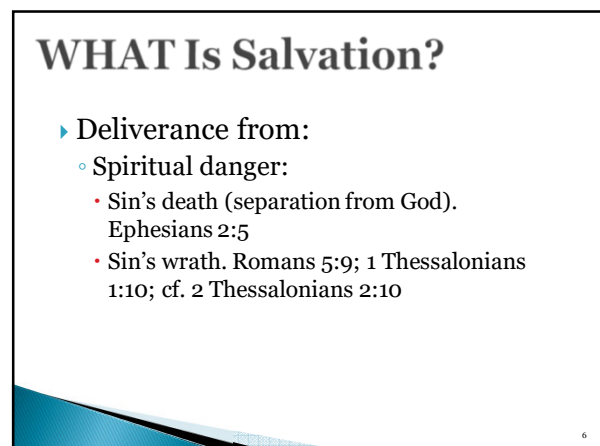 WHAT Is Salvation?
Deliverance from:
Spiritual danger:
Sin’s death (separation from God).
Ephesians 2:5
Sin’s wrath. Romans 5:9; 1 Thessalonians
1:10; cf. 2 Thessalonians 2:10
6